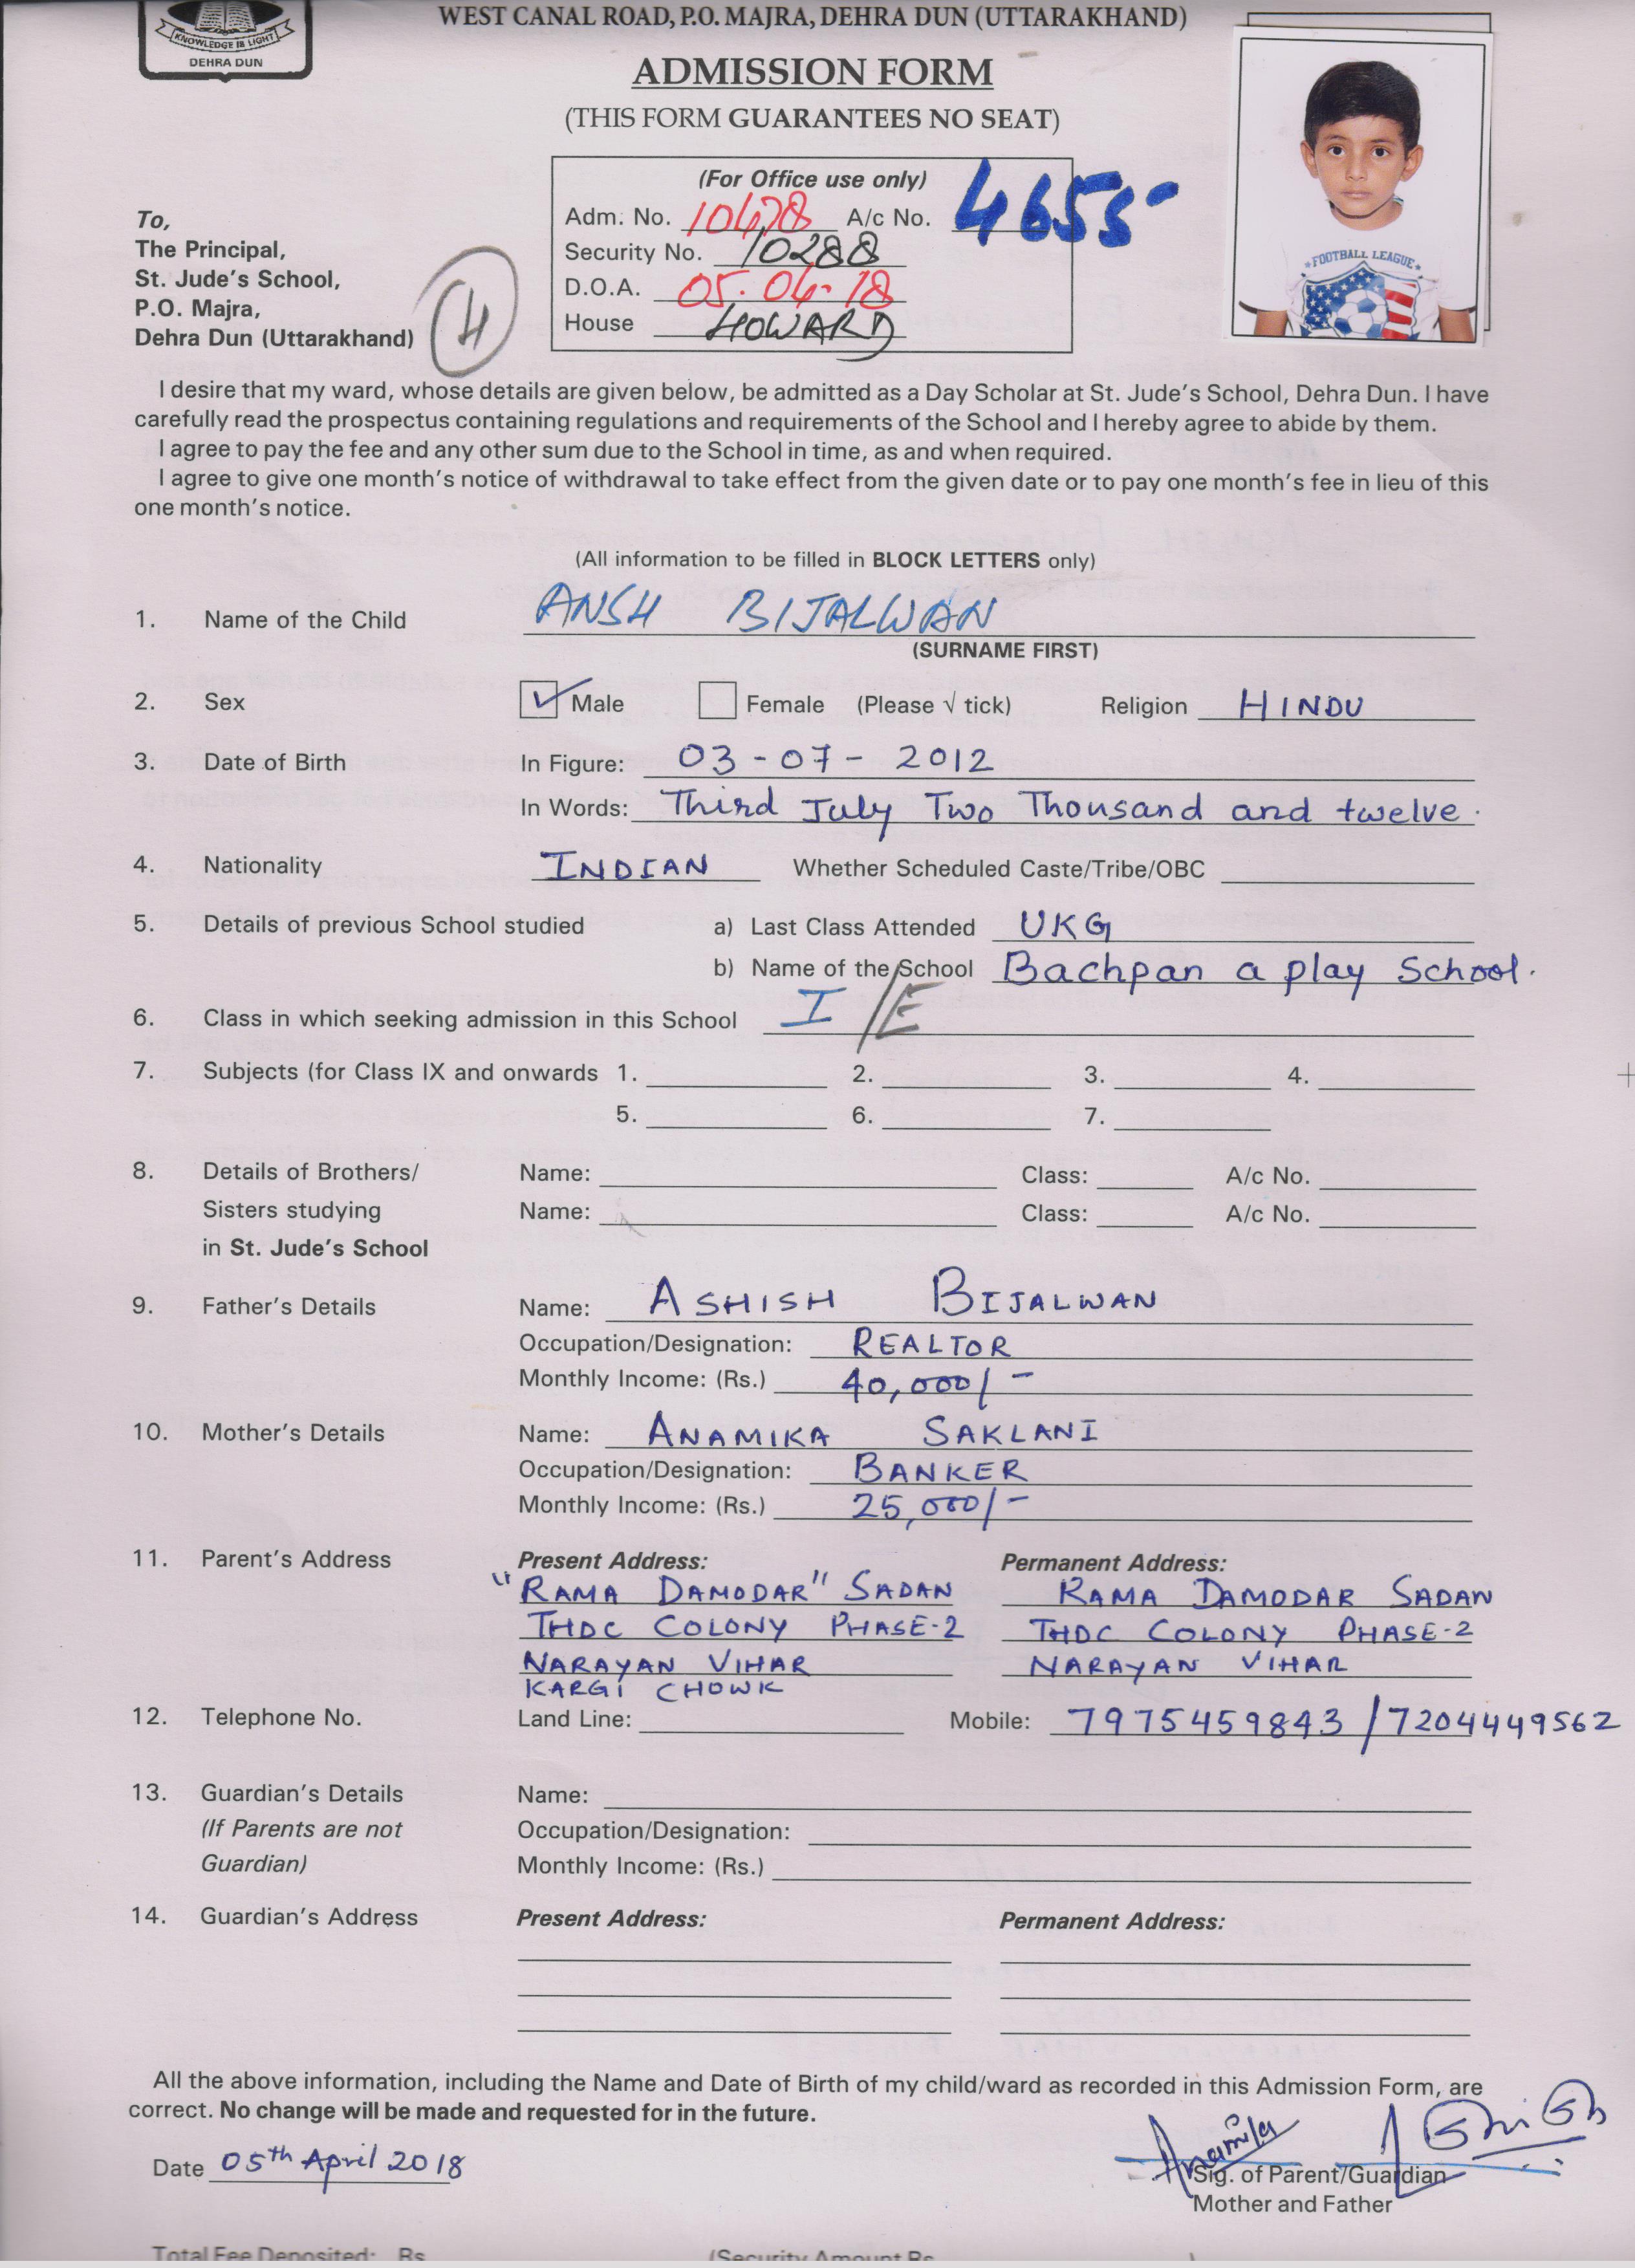 KNOWLEDGE IS LIGHT
DEHRA DUN
WEST CANAL ROAD, P.O. MAJRA, DEHRA DUN (UTTARAKHAND)
ADMISSION FORM
(THIS FORM GUARANTEES NO SEAT)
FOOTBALL LEAGUE
(For Office use only)
Adm. No. 10478 A/c No. 4655-
Security No. 10288
D.O.A. 05.04.18
House HOWARD
To,
The Principal,
St. Jude's School,
P.O. Majra,
Dehra Dun (Uttarakhand)
I desire that my ward, whose details are given below, be admitted as a Day Scholar at St. Jude's School, Dehra Dun. I have
carefully read the prospectus containing regulations and requirements of the School and I hereby agree to abide by them.
I agree to pay the fee and any other sum due to the School in time, as and when required.
I agree to give one month's notice of withdrawal to take effect from the given date or to pay one month's fee in lieu of this
one month's notice.
(All information to be filled in BLOCK LETTERS only)
1. Name of the Child ANSH BIJALWAN
(SURNAME FIRST)
2. Sex Male Female (Please √ tick) Religion HINDU
3. Date of Birth In Figure: 03-07-2012
In Words: Third July Two Thousand and twelve.
4. Nationality INDIAN Whether Scheduled Caste/Tribe/OBC
5. Details of previous School studied a) Last Class Attended UKG
b) Name of the School Bachpan a play School.
6. Class in which seeking admission in this School I/E
7. Subjects (for Class IX and onwards 1. 2. 3. 4.
5. 6. 7.
8. Details of Brothers/ Name: Class: A/c No.
Sisters studying Name: Class: A/c No.
in St. Jude's School
9. Father's Details Name: ASHISH BIJALWAN
Occupation/Designation: REALTOR
Monthly Income: (Rs.) 40,000/-
10. Mother's Details Name: ANAMIKA SAKLANI
Occupation/Designation: BANKER
Monthly Income: (Rs.) 25,000/-
11. Parent's Address Present Address: Permanent Address:
"RAMA DAMODAR" SADAN RAMA DAMODAR SADAN
THDC COLONY PHASE-2 THDC COLONY PHASE-2
NARAYAN VIHAR NARAYAN VIHAR
KARGI CHOWK
12. Telephone No. Land Line: Mobile: 7975459843/7204449562
13. Guardian's Details Name:
(If Parents are not Occupation/Designation:
Guardian) Monthly Income: (Rs.)
14. Guardian's Address Present Address: Permanent Address:
All the above information, including the Name and Date of Birth of my child/ward as recorded in this Admission Form, are
correct. No change will be made and requested for in the future.
Anamika Ashish
Date 05th April 2018
Sig. of Parent/Guardian
Mother and Father
Total Fee Deposited: Rs. (Security Amount Rs.